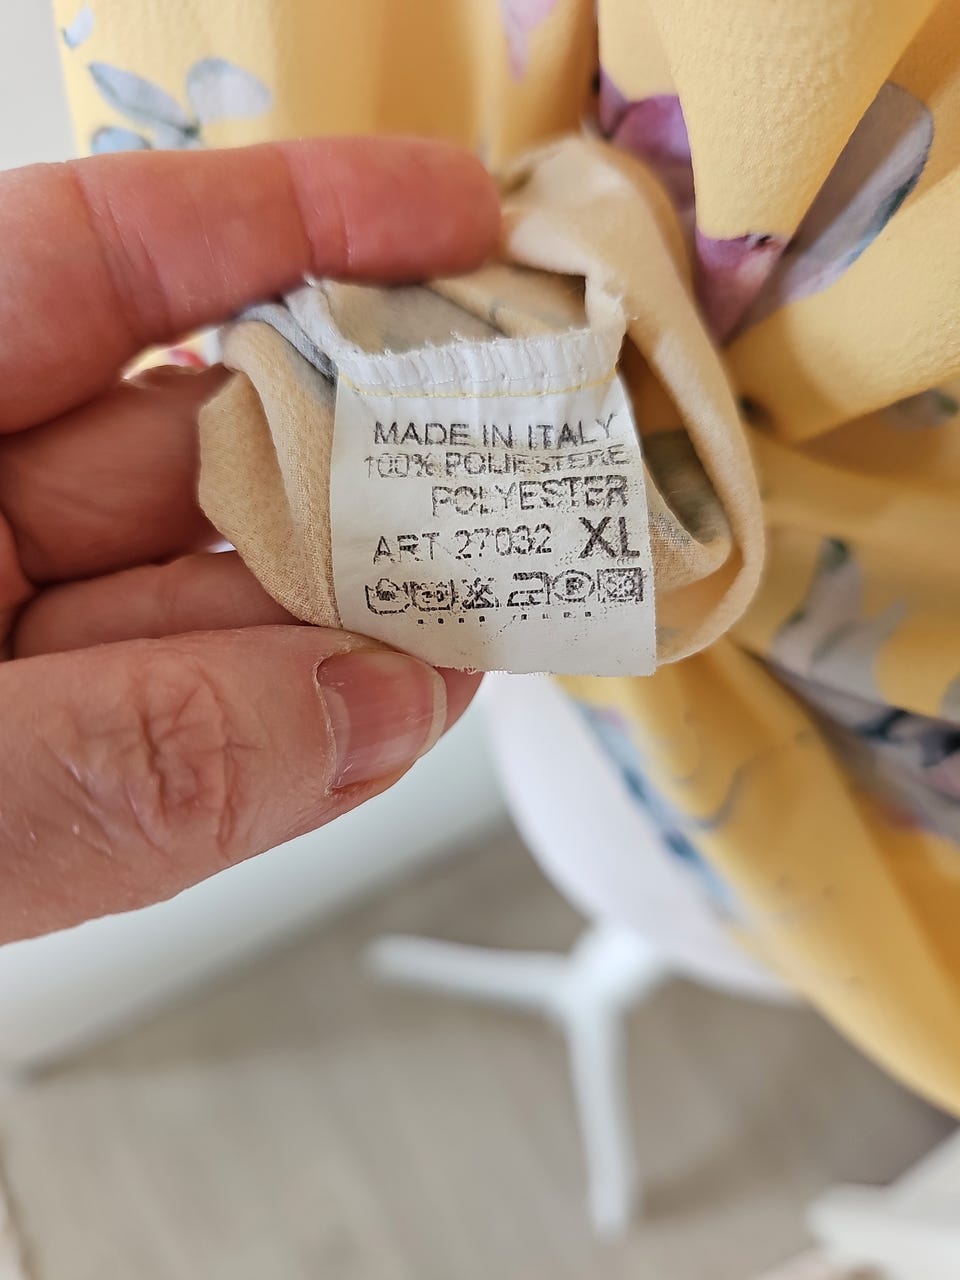 MADE IN ITALY
100% POLIESTERE
POLYESTER
ART 27032 XL